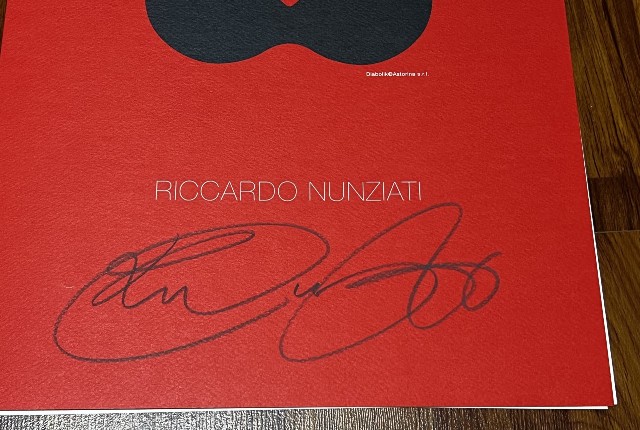 Diabolik©Astorina s.r.l.
RICCARDO NUNZIATI